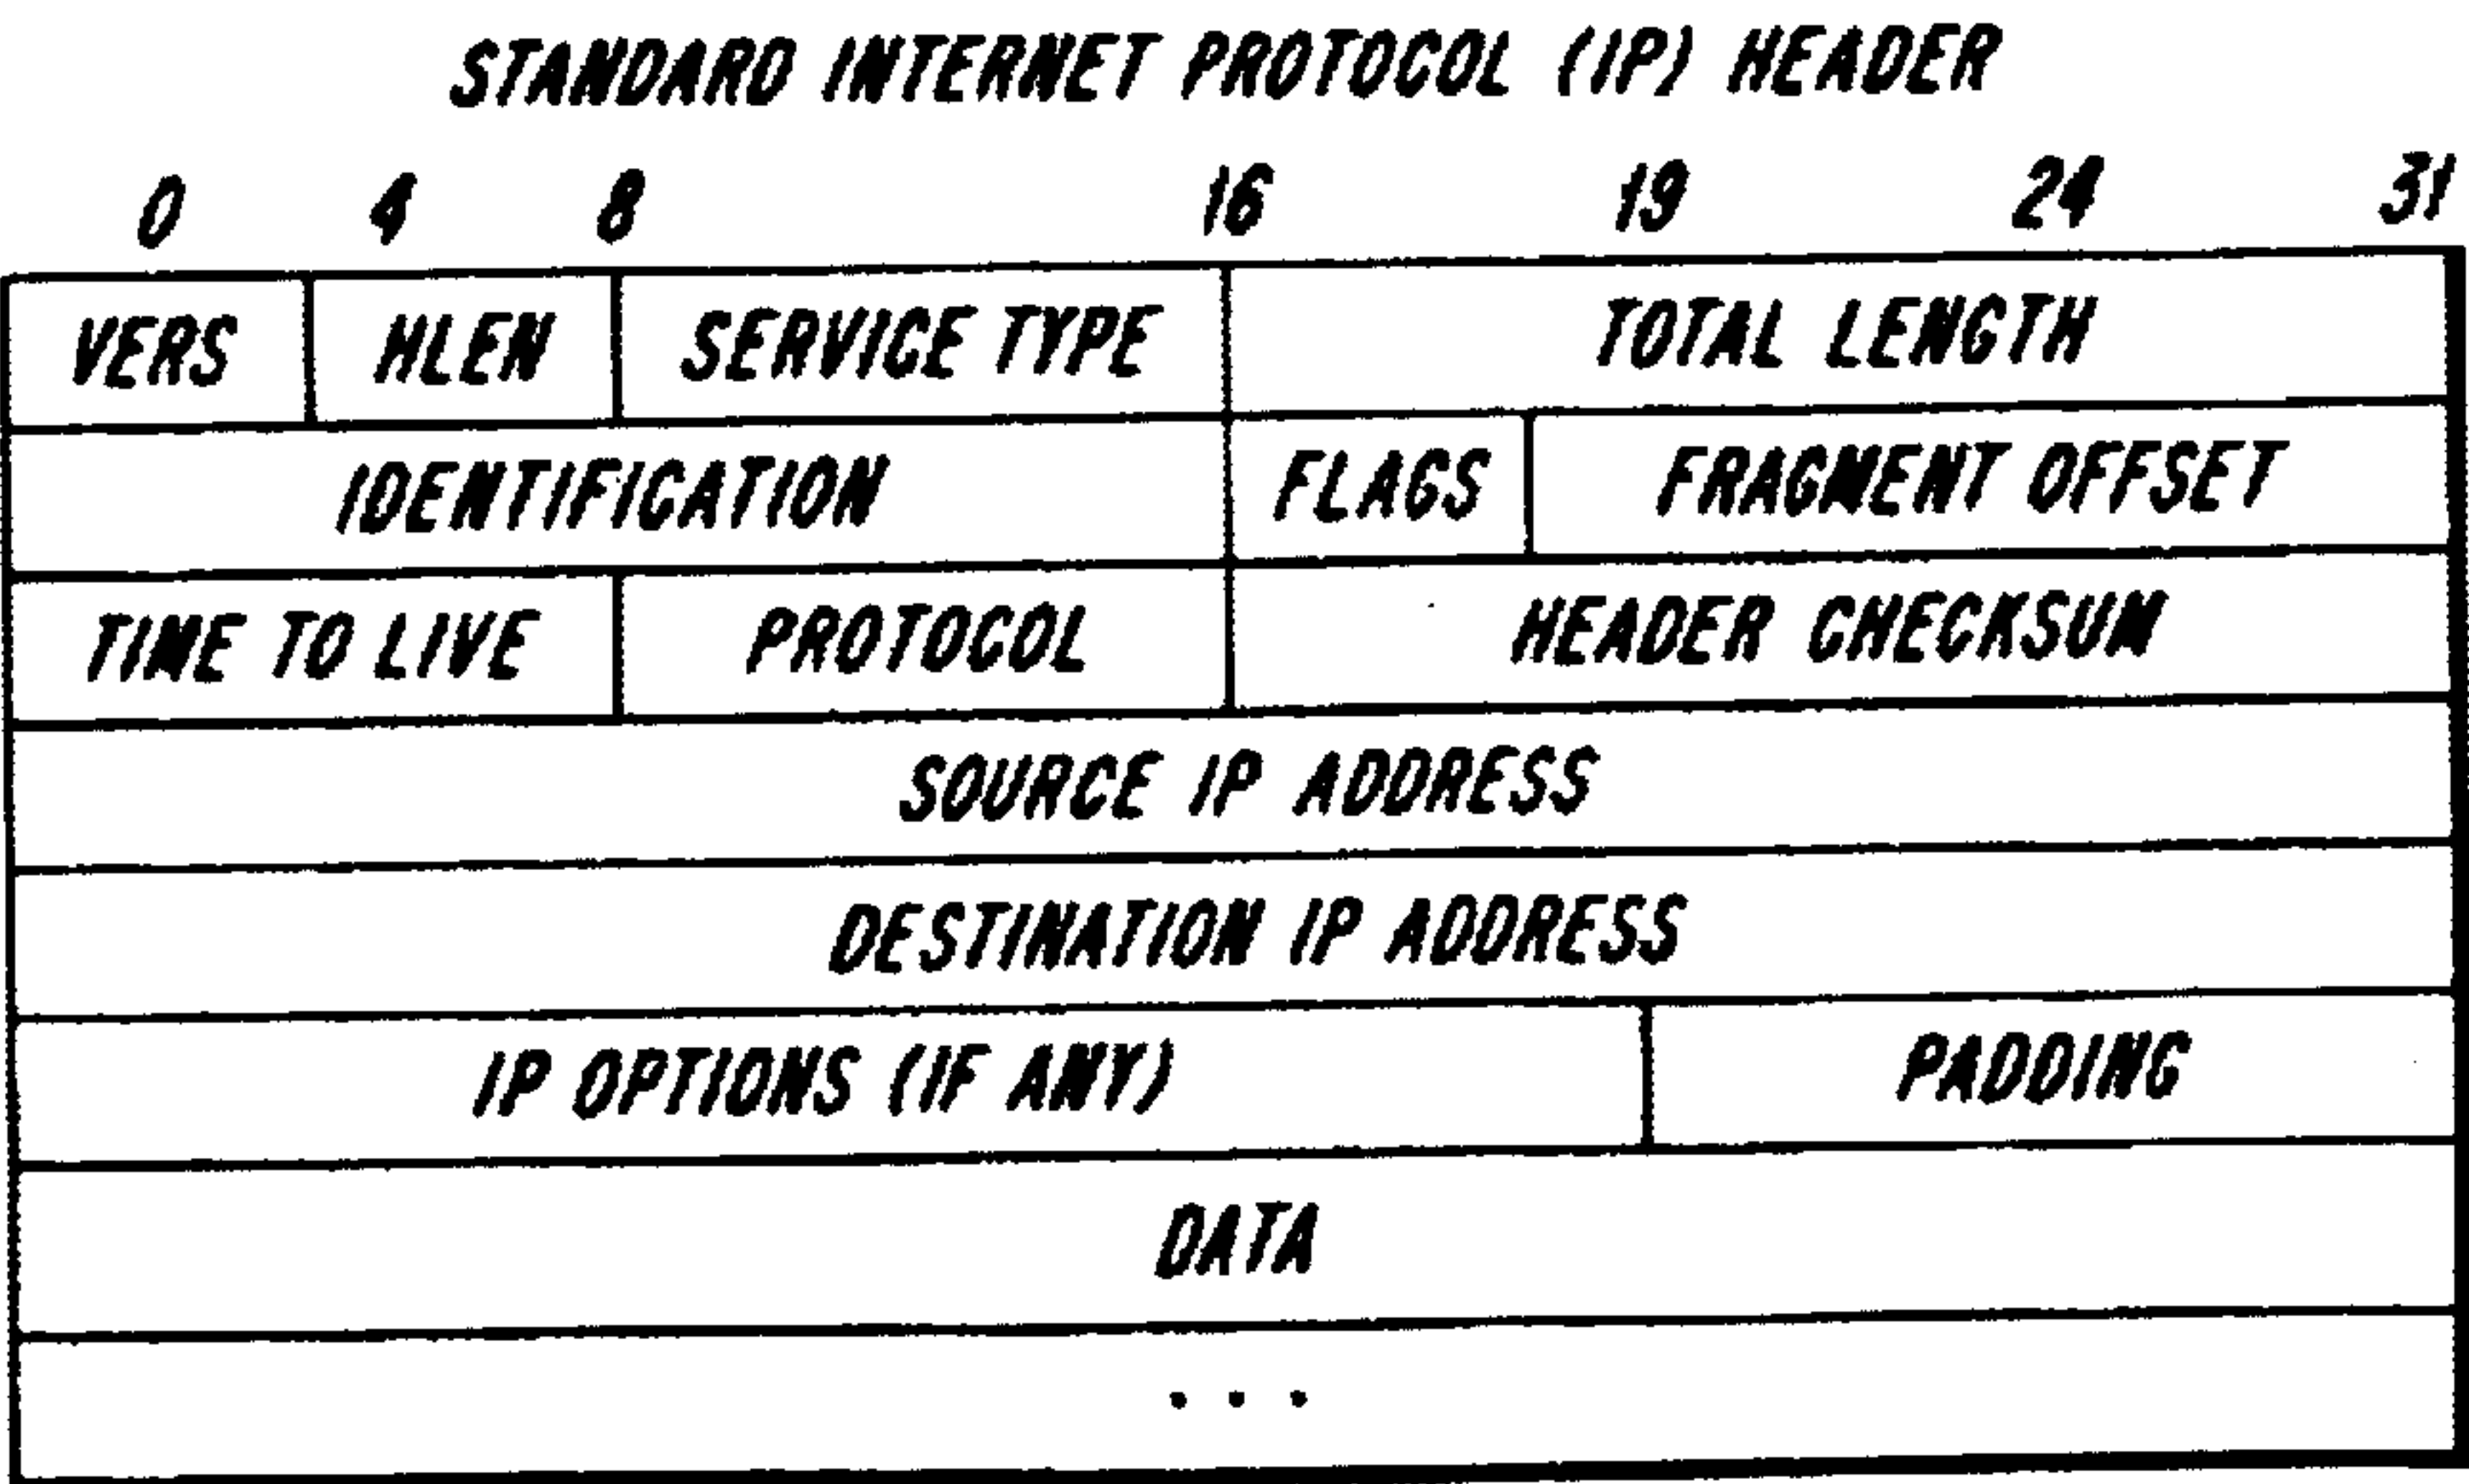 STANDARD INTERNET PROTOCOL (IP) HEADER
0 4 8 16 19 24 31
VERS HLEN SERVICE TYPE TOTAL LENGTH
IDENTIFICATION FLAGS FRAGMENT OFFSET
TIME TO LIVE PROTOCOL HEADER CHECKSUM
SOURCE IP ADDRESS
DESTINATION IP ADDRESS
IP OPTIONS (IF ANY) PADDING
DATA
. . .